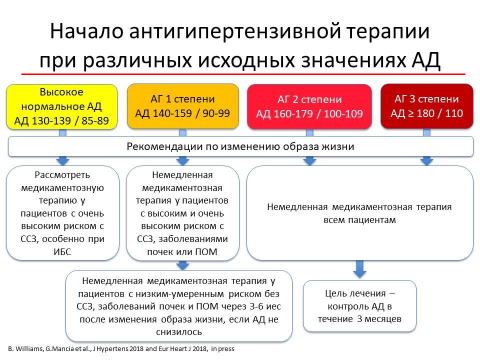 Начало антигипертензивной терапии
при различных исходных значениях АД
Высокое
нормальное АД
АД 130-139 / 85-89
АГ 1 степени
АД 140-159 / 90-99
АГ 2 степени
АД 160-179 / 100-109
АГ 3 степени
АД ≥ 180 / 110
Рекомендации по изменению образа жизни
Рассмотреть
медикаментозную
терапию у
пациентов с очень
высоким риском с
ССЗ, особенно при
ИБС
Немедленная
медикаментозная
терапия у пациентов
с высоким и очень
высоким риском с
ССЗ, заболеваниями
почек или ПОМ
Немедленная медикаментозная терапия
всем пациентам
Немедленная медикаментозная терапия у
пациентов с низким-умеренным риском без
ССЗ, заболеваний почек и ПОМ через 3-6 мес
после изменения образа жизни, если АД не
снизилось
Цель лечения –
контроль АД в
течение 3 месяцев
B. Williams, G.Mancia et al., J Hypertens 2018 and Eur Heart J 2018, in press